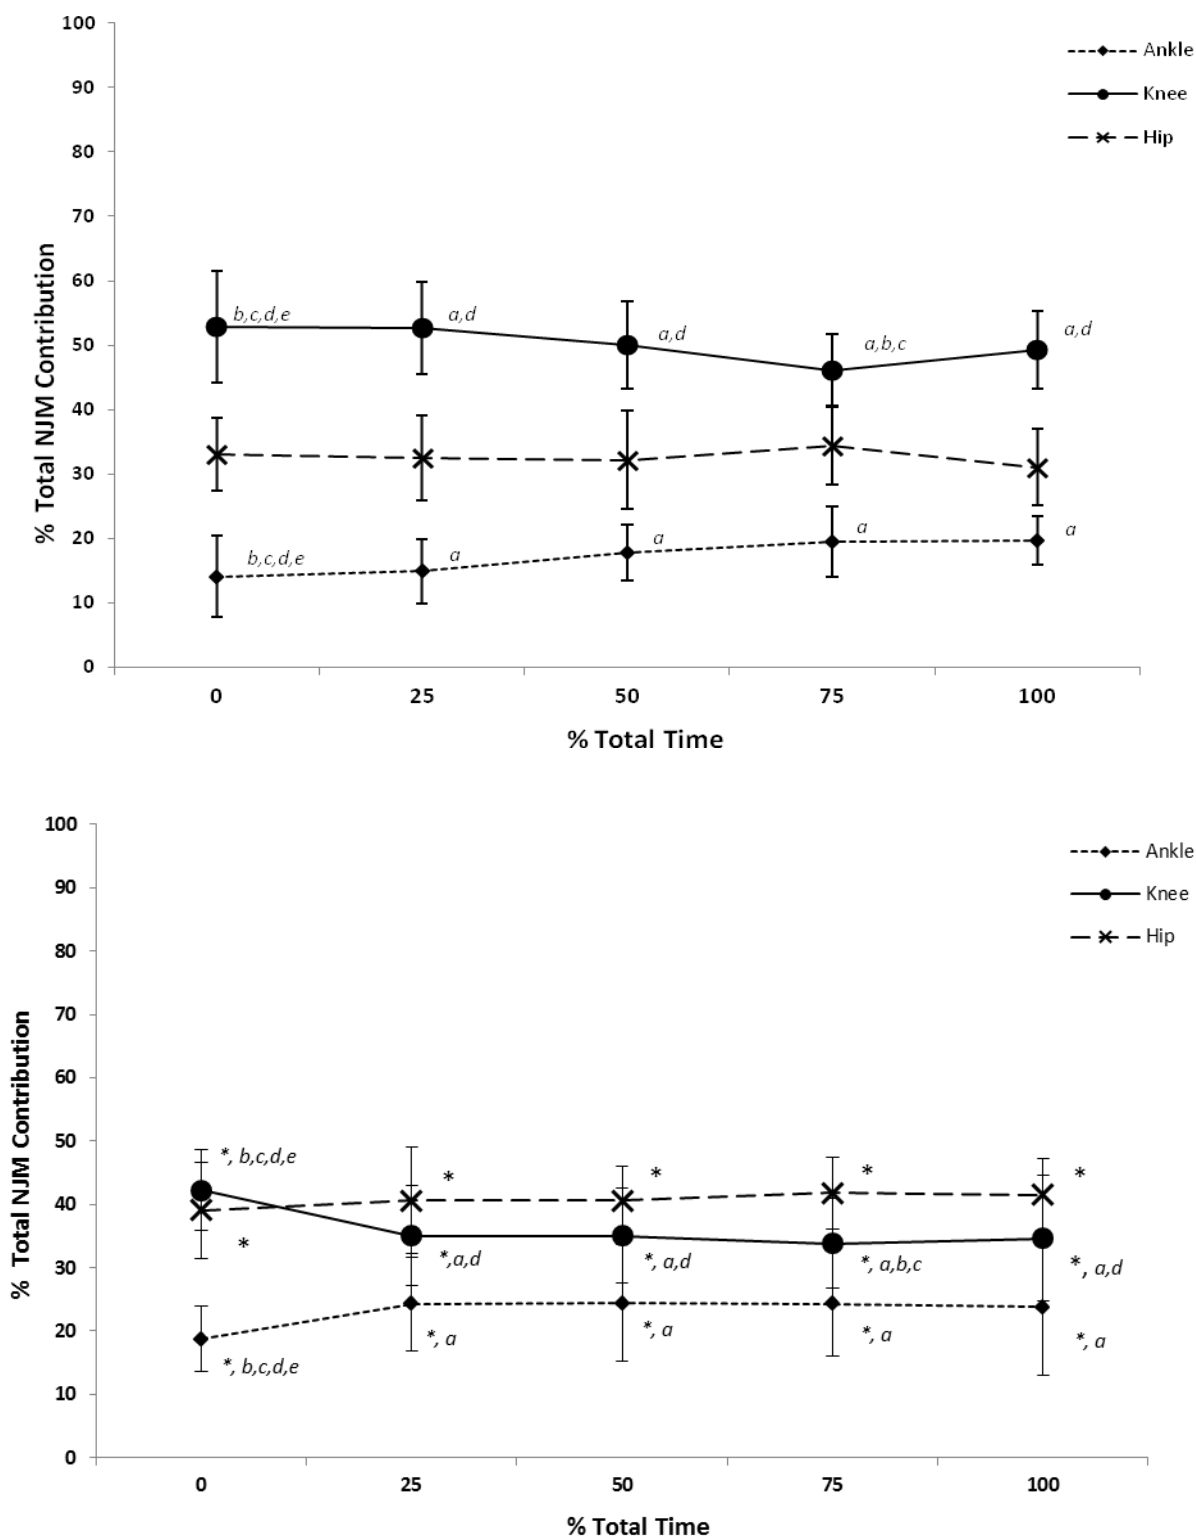 100
90
80
70
60
50
40
30
20
10
0
% Total NJM Contribution
Ankle
Knee
Hip
b,c,d,e
a,d
a,d
a,b,c
a,d
b,c,d,e
a
a
a
a
0 25 50 75 100
% Total Time
100
90
80
70
60
50
40
30
20
10
0
% Total NJM Contribution
Ankle
Knee
Hip
*, b,c,d,e
*
*
*
*
*
*,a,d
*, a,d
*, a,b,c
*, a,d
*, b,c,d,e
*, a
*, a
*, a
*, a
0 25 50 75 100
% Total Time